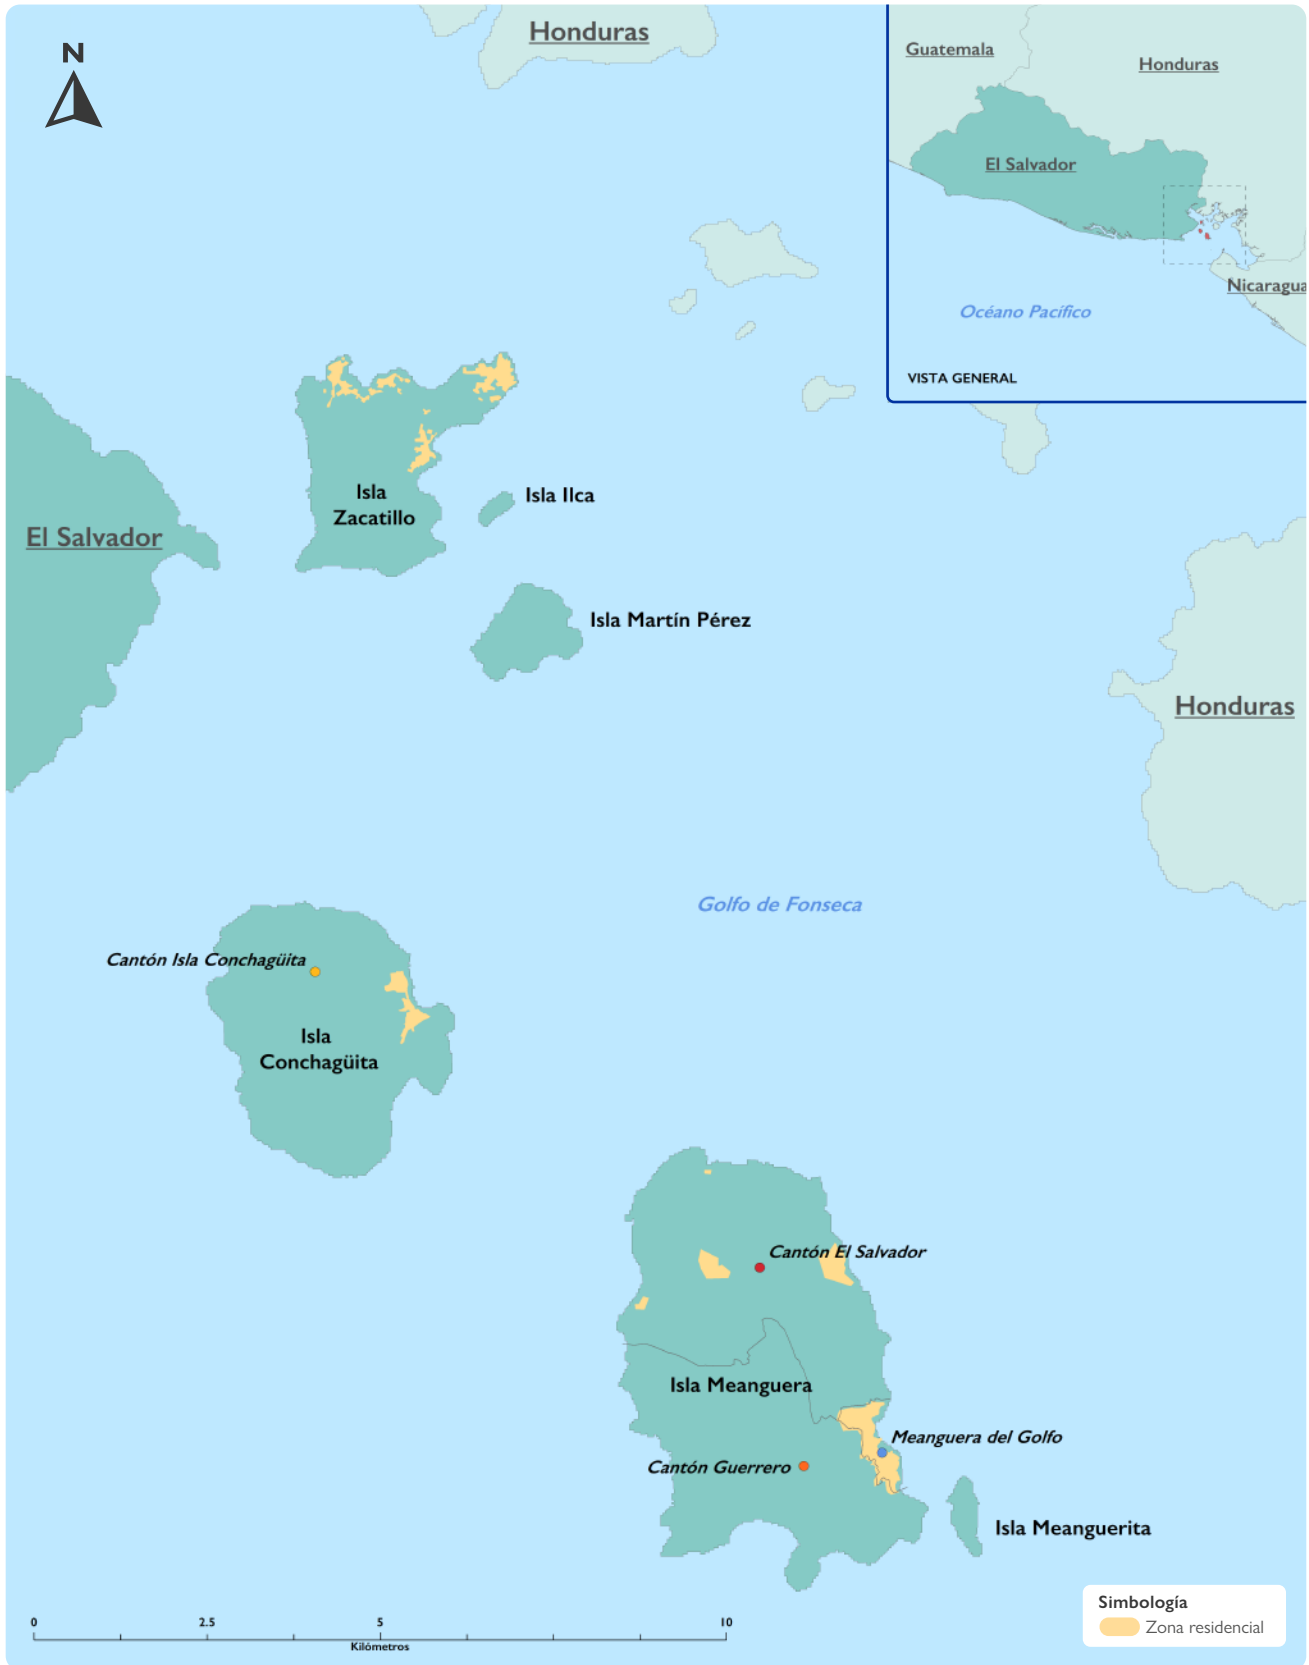 N
Honduras
Guatemala
Honduras
El Salvador
Nicaragua
Océano Pacífico
VISTA GENERAL
Isla
Zacatillo
Isla Ilca
El Salvador
Isla Martín Pérez
Honduras
Golfo de Fonseca
Cantón Isla Conchagüita
Isla
Conchagüita
Cantón El Salvador
Isla Meanguera
Meanguera del Golfo
Cantón Guerrero
Isla Meanguerita
Simbología
Zona residencial
0 2.5 5 10
Kilómetros